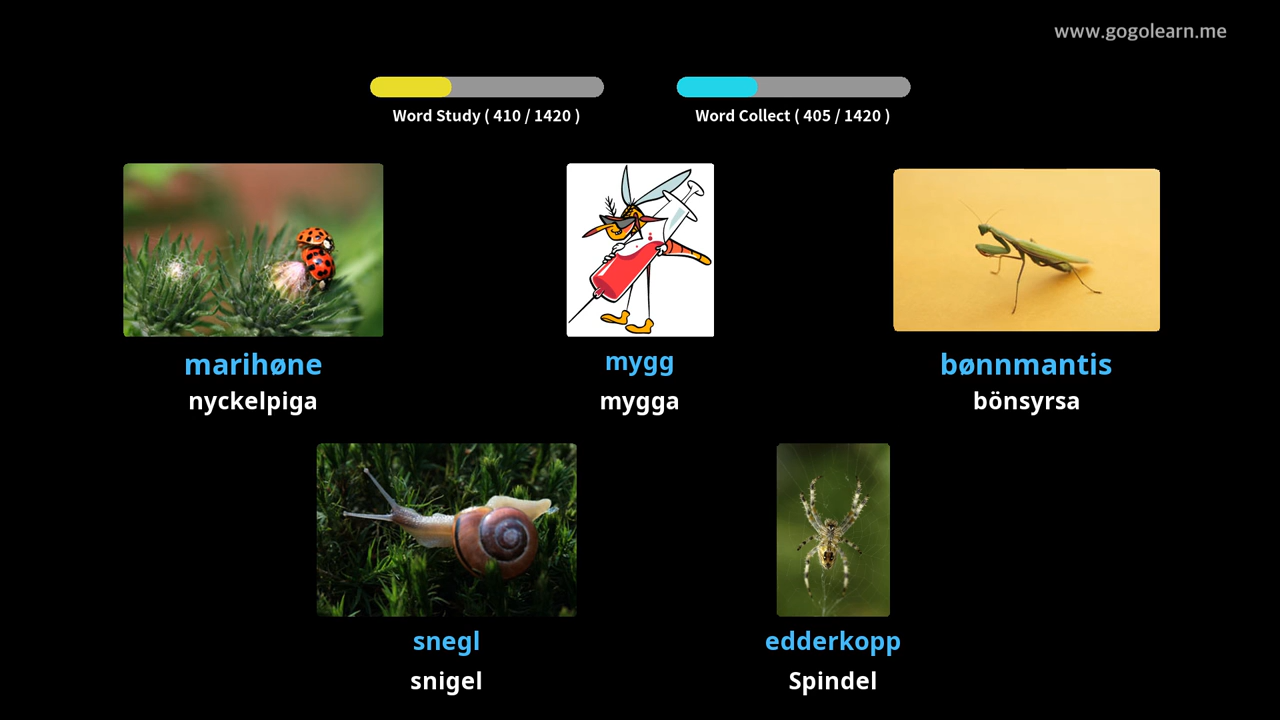 www.gogolearn.me
Word Study ( 410 / 1420 )
Word Collect ( 405 / 1420 )
marihøne
nyckelpiga
mygg
mygga
bønnmantis
bönsyrsa
snegl
snigel
edderkopp
Spindel